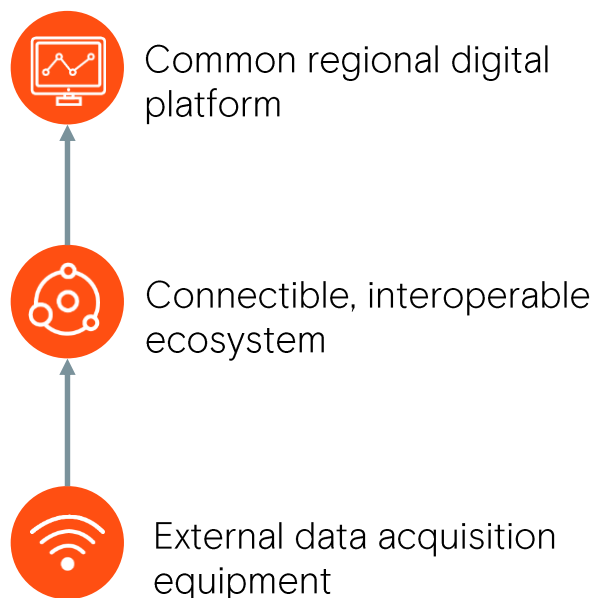 Common regional digital
platform
Connectible, interoperable
ecosystem
External data acquisition
equipment